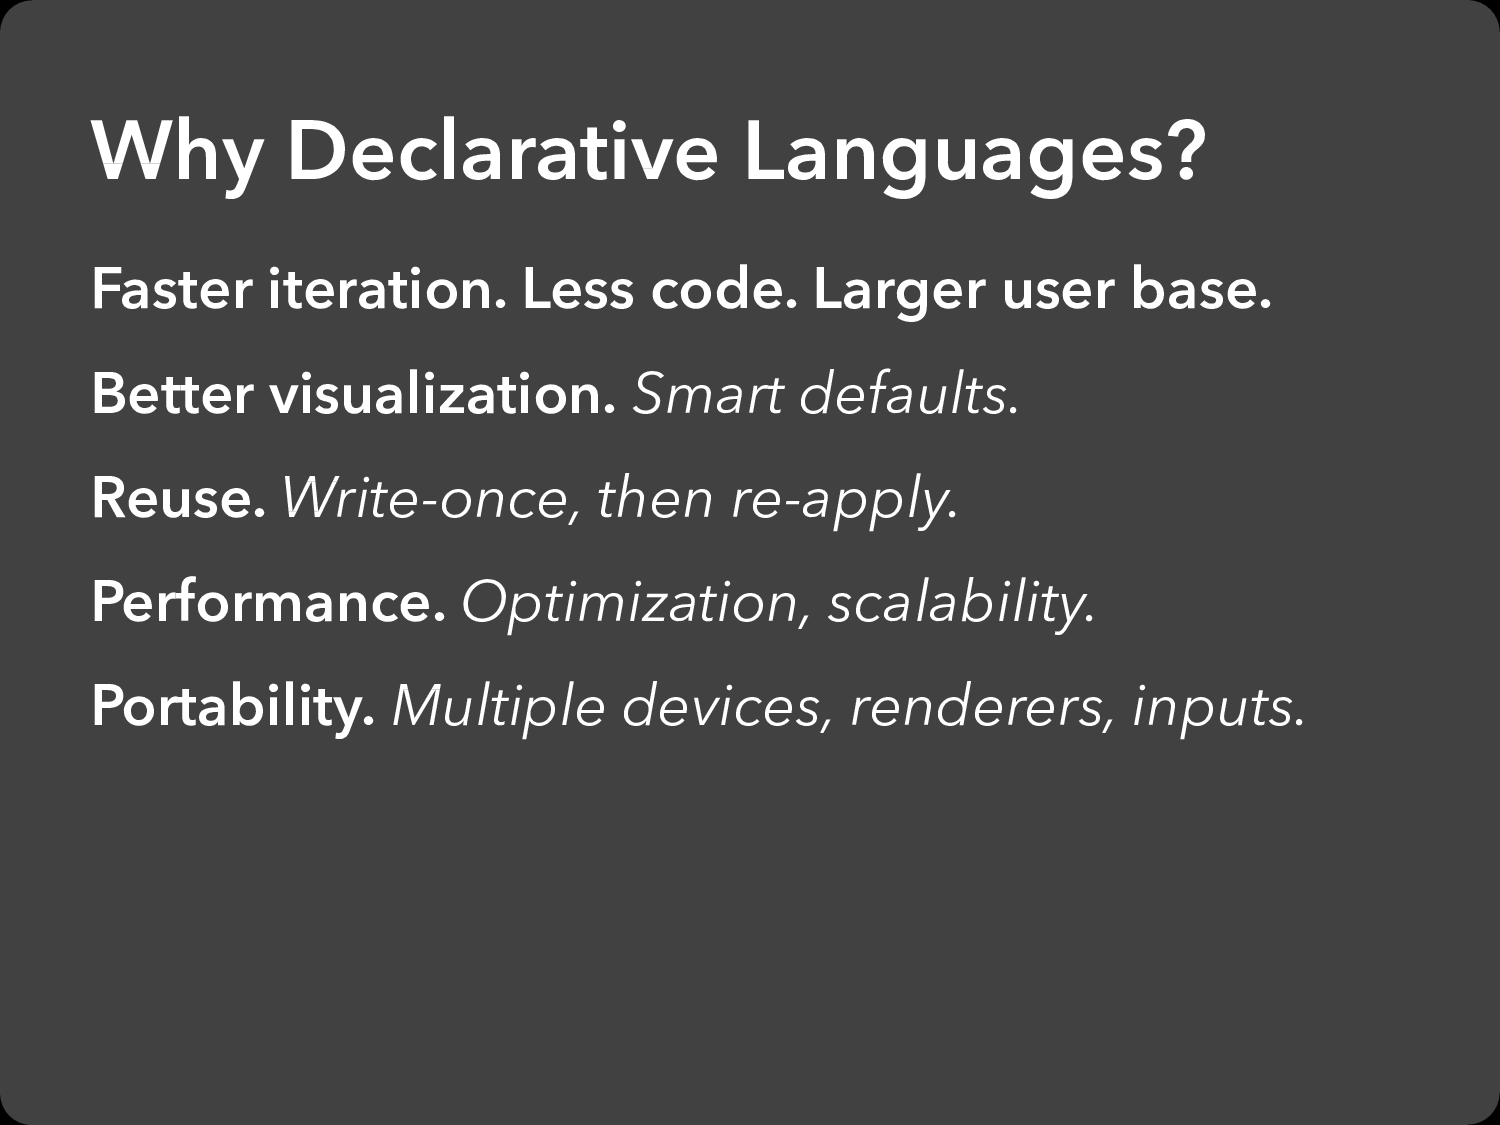 Why Declarative Languages?
Faster iteration. Less code. Larger user base.
Better visualization. Smart defaults.
Reuse. Write-once, then re-apply.
Performance. Optimization, scalability.
Portability. Multiple devices, renderers, inputs.